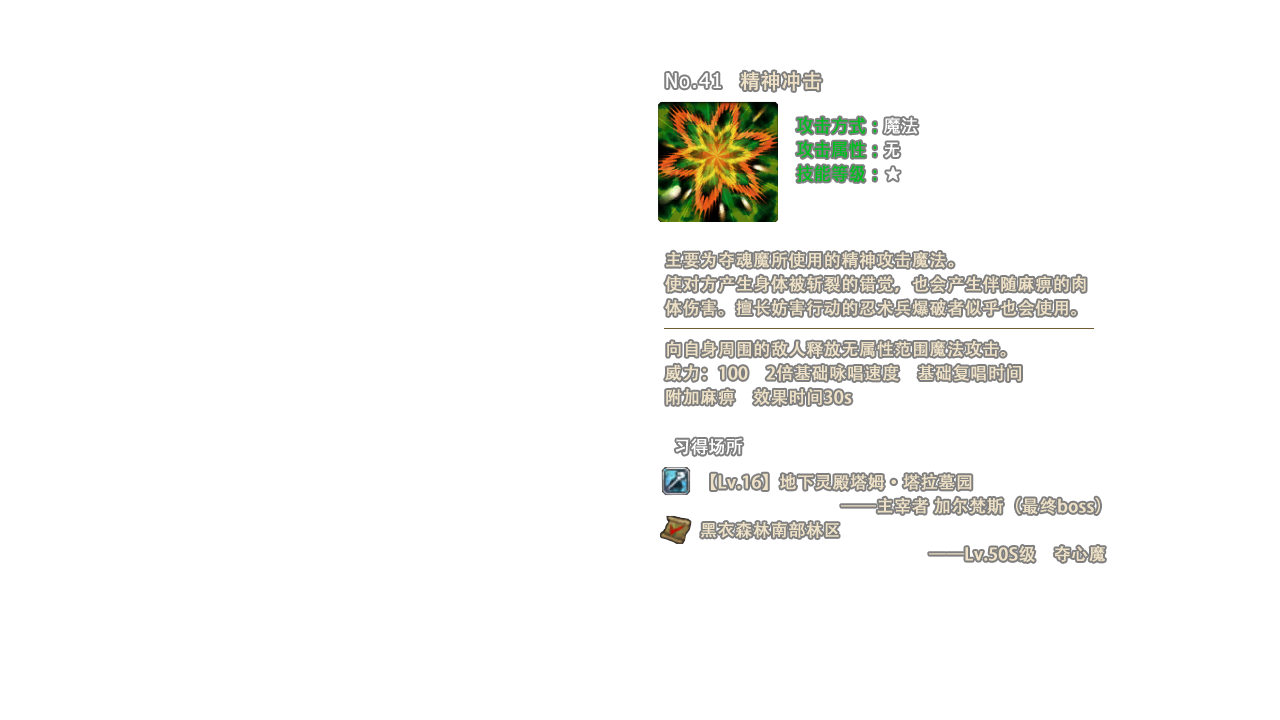 No.41 精神冲击
攻击方式：魔法
攻击属性：无
技能等级：☆
主要为夺魂魔所使用的精神攻击魔法。
使对方产生身体被斩裂的错觉，也会产生伴随麻痹的肉
体伤害。擅长妨害行动的忍术兵爆破者似乎也会使用。
向自身周围的敌人释放无属性范围魔法攻击。
威力：100 2倍基础咏唱速度 基础复唱时间
附加麻痹 效果时间30s
习得场所
【Lv.16】地下灵殿塔姆·塔拉墓园
——主宰者 加尔梵斯（最终boss）
黑衣森林南部林区
——Lv.50S级 夺心魔